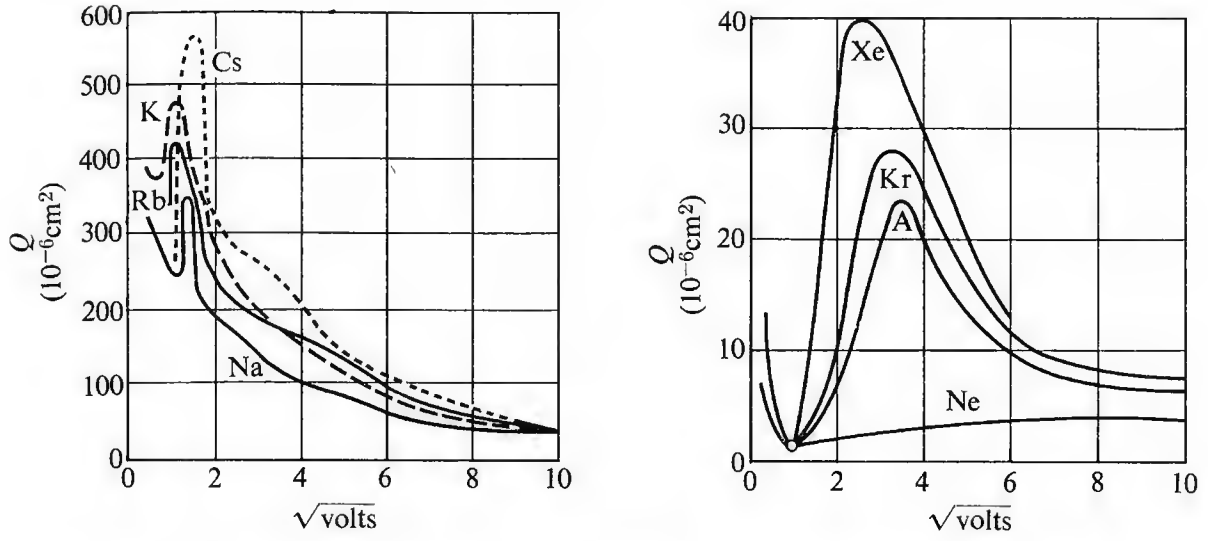 600
500
400
300
200
100
0
Q
(10⁻⁶cm²)
Cs
K
Rb
Na
0 2 4 6 8 10
√volts
40
30
20
10
0
Q
(10⁻⁶cm²)
Xe
Kr
A
Ne
0 2 4 6 8 10
√volts